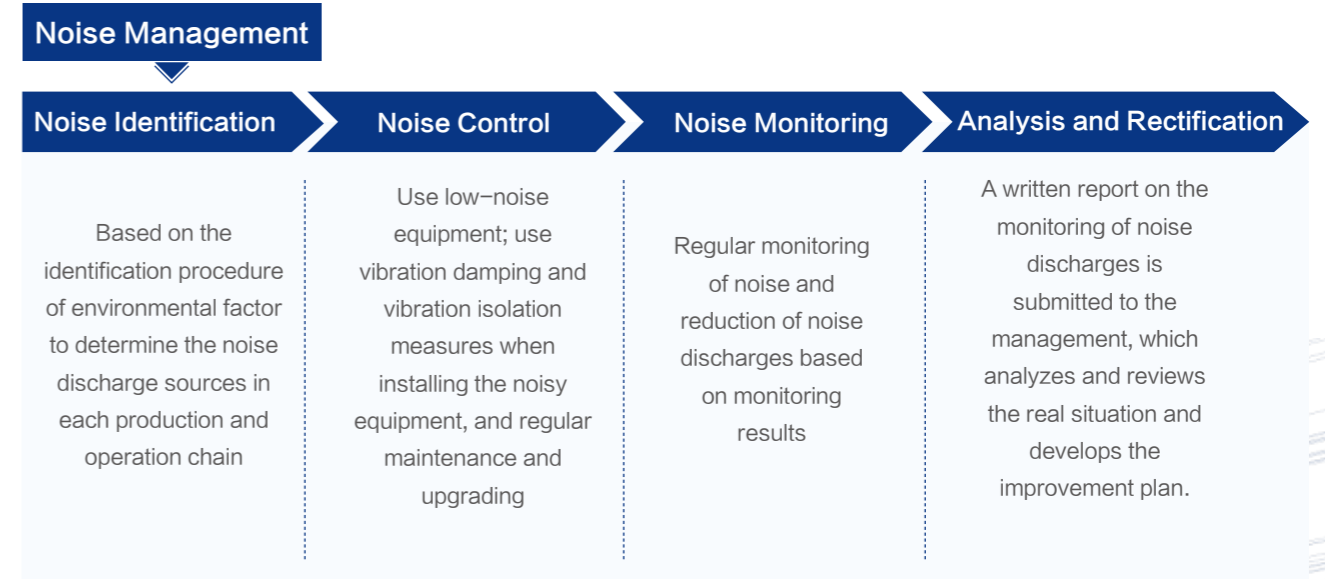 Noise Management
Noise Identification
Based on the
identification procedure
of environmental factor
to determine the noise
discharge sources in
each production and
operation chain
Noise Control
Use low-noise
equipment; use
vibration damping and
vibration isolation
measures when
installing the noisy
equipment, and regular
maintenance and
upgrading
Noise Monitoring
Regular monitoring
of noise and
reduction of noise
discharges based
on monitoring
results
Analysis and Rectification
A written report on the
monitoring of noise
discharges is
submitted to the
management, which
analyzes and reviews
the real situation and
develops the
improvement plan.